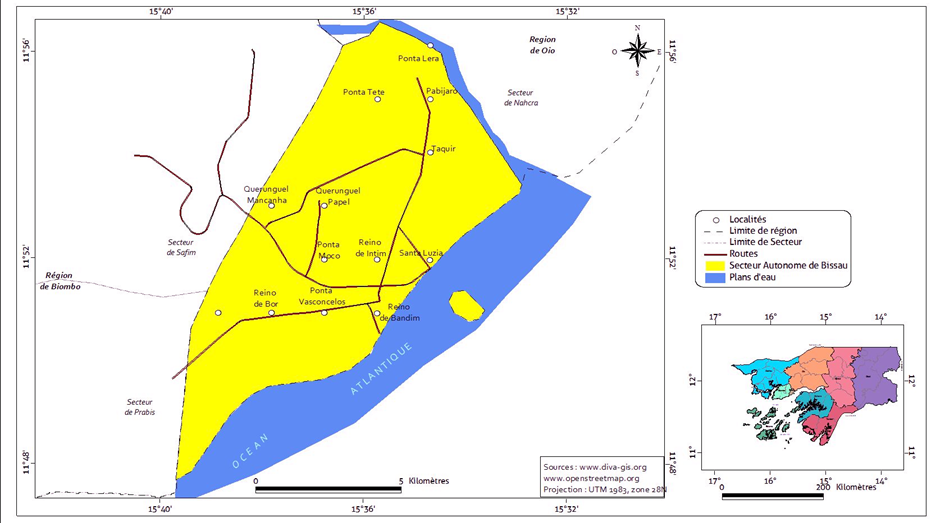 15°40'
15°36'
15°32'
11°56'
11°56'
Region
de Oio
N
O
E
S
Ponta Lera
Ponta Tete
Pabijaro
Secteur
de Nahcra
Taquir
Querunguel
Mancanha
Querunguel
Papel
Secteur
de Safim
Ponta
Moco
Reino
de Intim
Santa Luzia
11°52'
11°52'
Région
de Biombo
Reino
de Bor
Ponta
Vasconcelos
Reino
de Bandim
Secteur
de Prabis
OCEAN
ATLANTIQUE
11°48'
11°48'
0
5
Kilomètres
Sources : www.diva-gis.org
www.openstreetmap.org
Projection : UTM 1983, zone 28N
15°40'
15°36'
15°32'
Localités
Limite de région
Limite de Secteur
Routes
Secteur Autonome de Bissau
Plans d'eau
17°
16°
15°
14°
12°
12°
11°
11°
17°
16°
15°
14°
0
200
Kilomètres